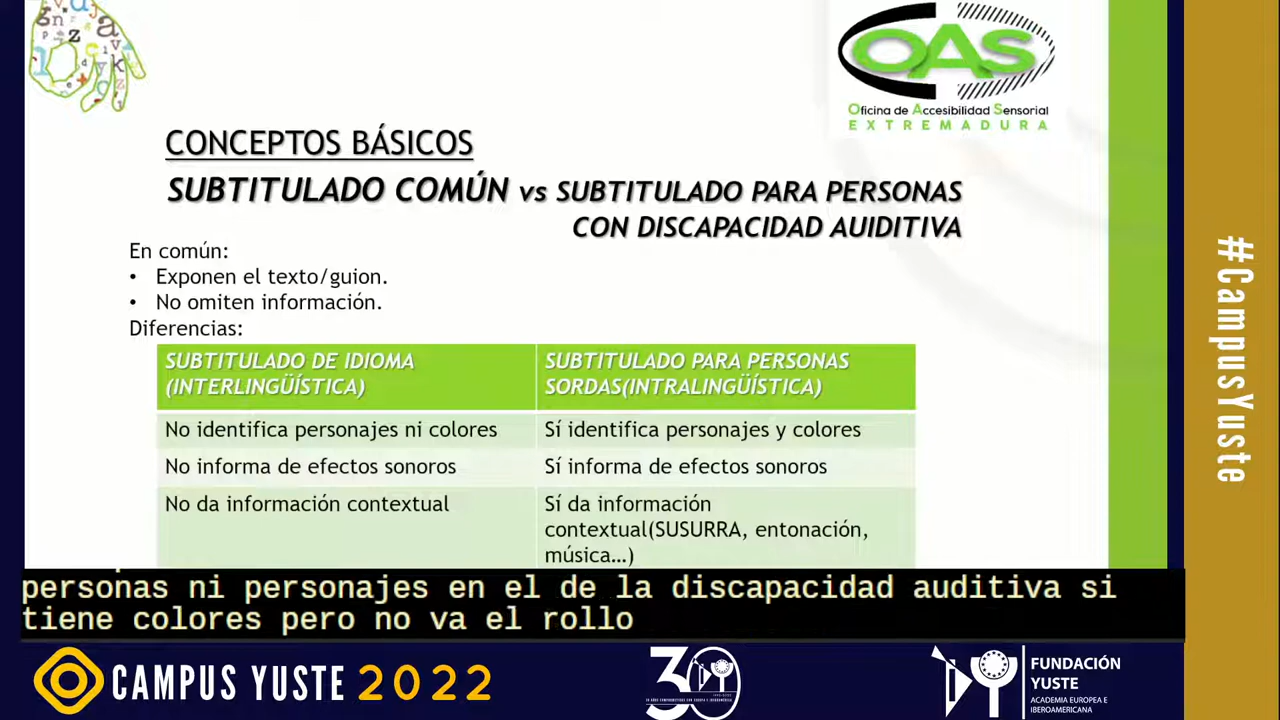 OAS
Oficina de Accesibilidad Sensorial
EXTREMADURA
CONCEPTOS BÁSICOS
SUBTITULADO COMÚN vs SUBTITULADO PARA PERSONAS
CON DISCAPACIDAD AUIDITIVA
En común:
• Exponen el texto/guion.
• No omiten información.
Diferencias:
SUBTITULADO DE IDIOMA
(INTERLINGÜÍSTICA)
SUBTITULADO PARA PERSONAS
SORDAS(INTRALINGÜÍSTICA)
No identifica personajes ni colores
Sí identifica personajes y colores
No informa de efectos sonoros
Sí informa de efectos sonoros
No da información contextual
Sí da información
contextual(SUSURRA, entonación,
música...)
personas ni personajes en el de la discapacidad auditiva si
tiene colores pero no va el rollo
#CampusYuste
CAMPUS YUSTE 2022
30
FUNDACIÓN
YUSTE
ACADEMIA EUROPEA E
IBEROAMERICANA